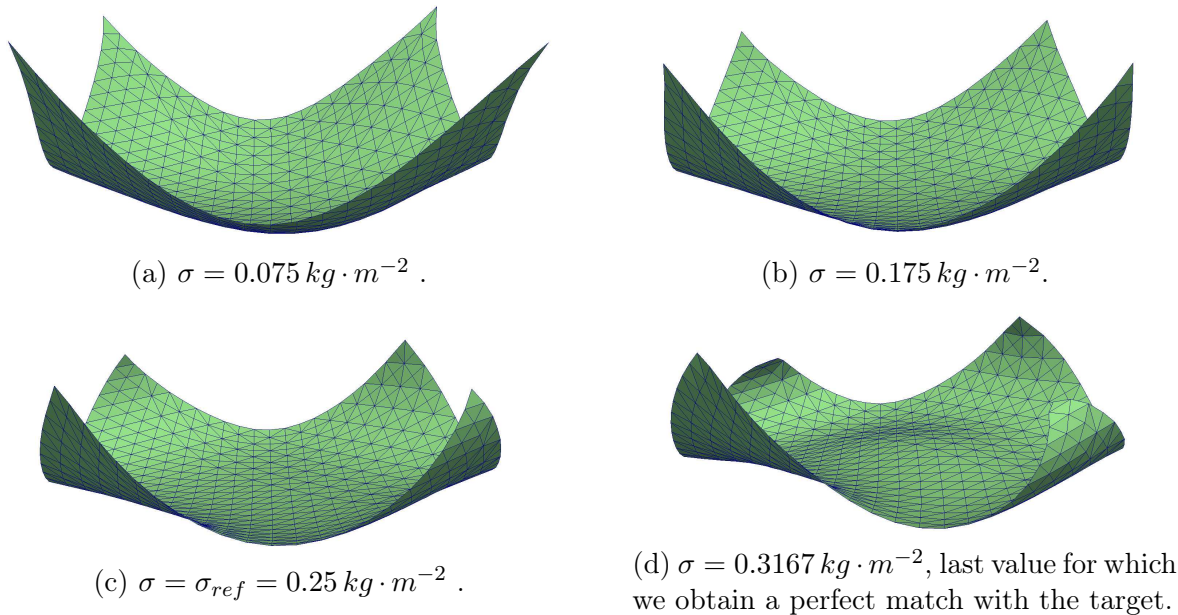 (a) σ = 0.075 kg · m⁻² .
(b) σ = 0.175 kg · m⁻².
(c) σ = σ_ref = 0.25 kg · m⁻² .
(d) σ = 0.3167 kg · m⁻², last value for which
we obtain a perfect match with the target.